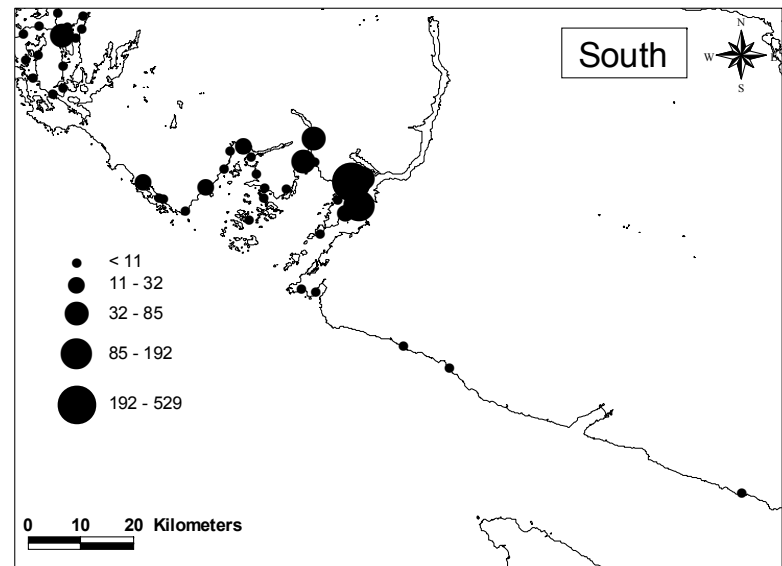 South
N
W
E
S
< 11
11 - 32
32 - 85
85 - 192
192 - 529
0 10 20 Kilometers